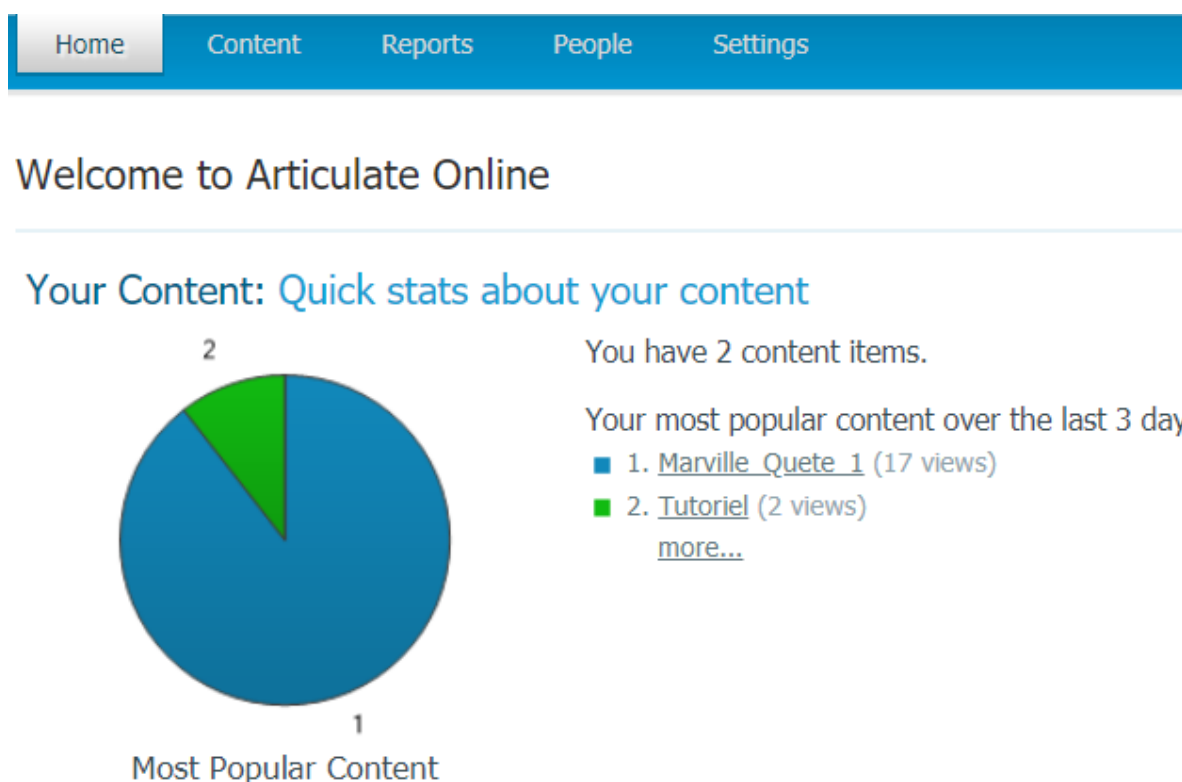 Home Content Reports People Settings
Welcome to Articulate Online
Your Content: Quick stats about your content
2
1
Most Popular Content
You have 2 content items.
Your most popular content over the last 3 day
1. Marville_Quete_1 (17 views)
2. Tutoriel (2 views)
more...